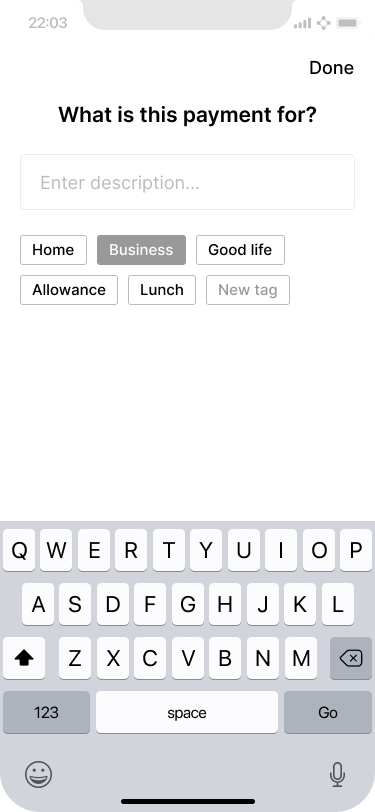 22:03
Done
What is this payment for?
Enter description...
Home Business Good life
Allowance Lunch New tag
Q W E R T Y U I O P
A S D F G H J K L
Z X C V B N M
123 space Go